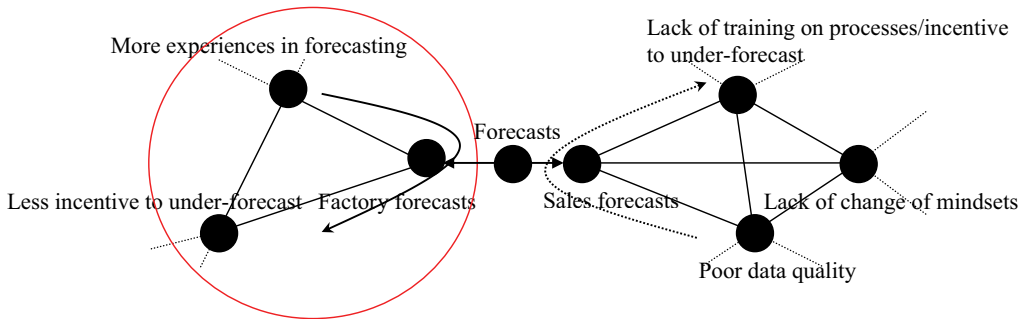 More experiences in forecasting
Lack of training on processes/incentive
to under-forecast
Forecasts
Less incentive to under-forecast
Factory forecasts
Sales forecasts
Lack of change of mindsets
Poor data quality